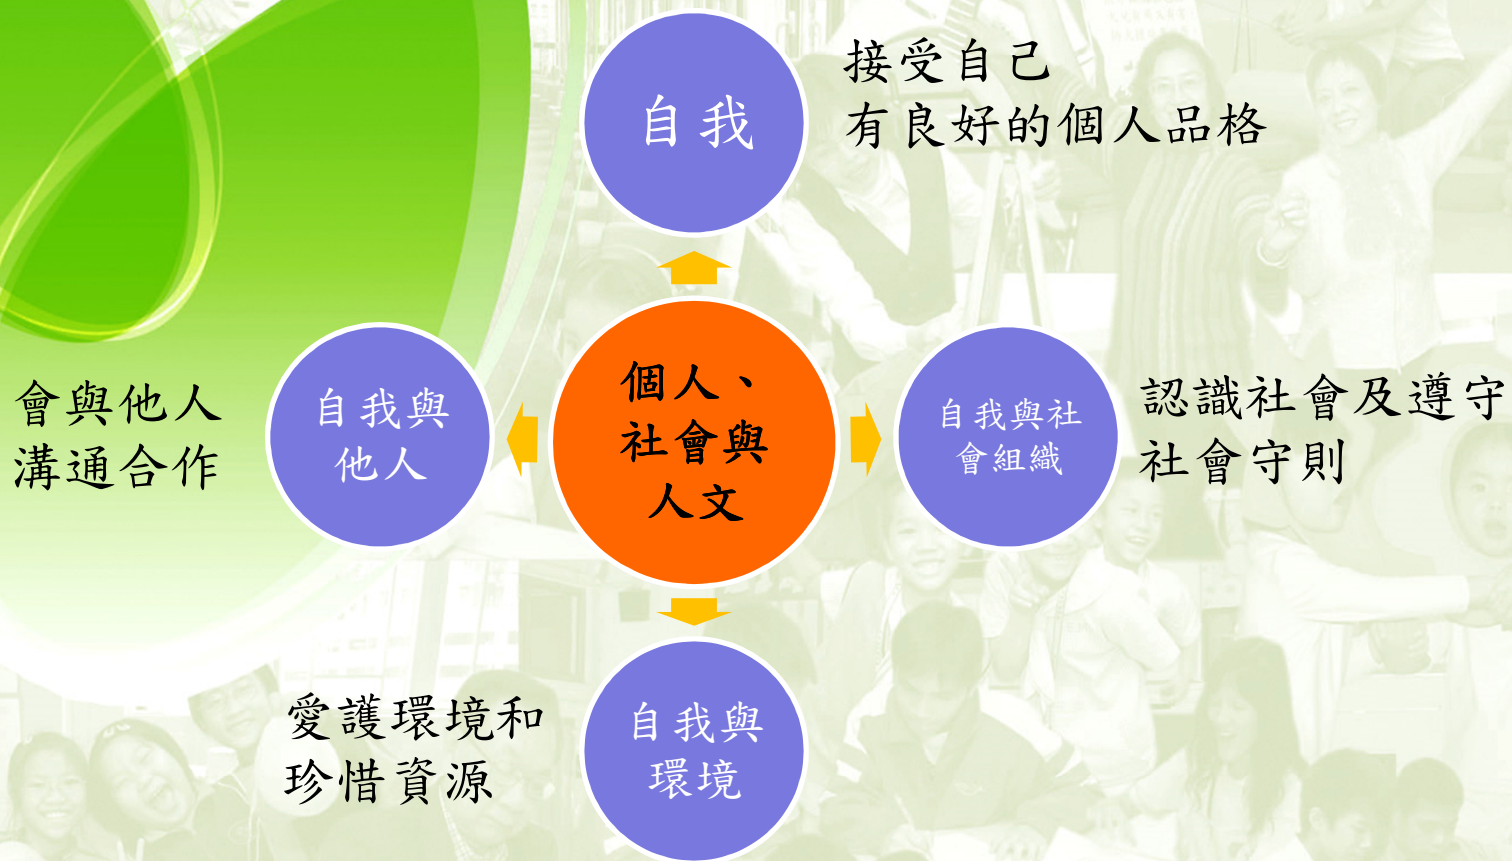 自我
接受自己
有良好的個人品格
會與他人
溝通合作
自我與
他人
個人、
社會與
人文
自我與社
會組織
認識社會及遵守
社會守則
愛護環境和
珍惜資源
自我與
環境